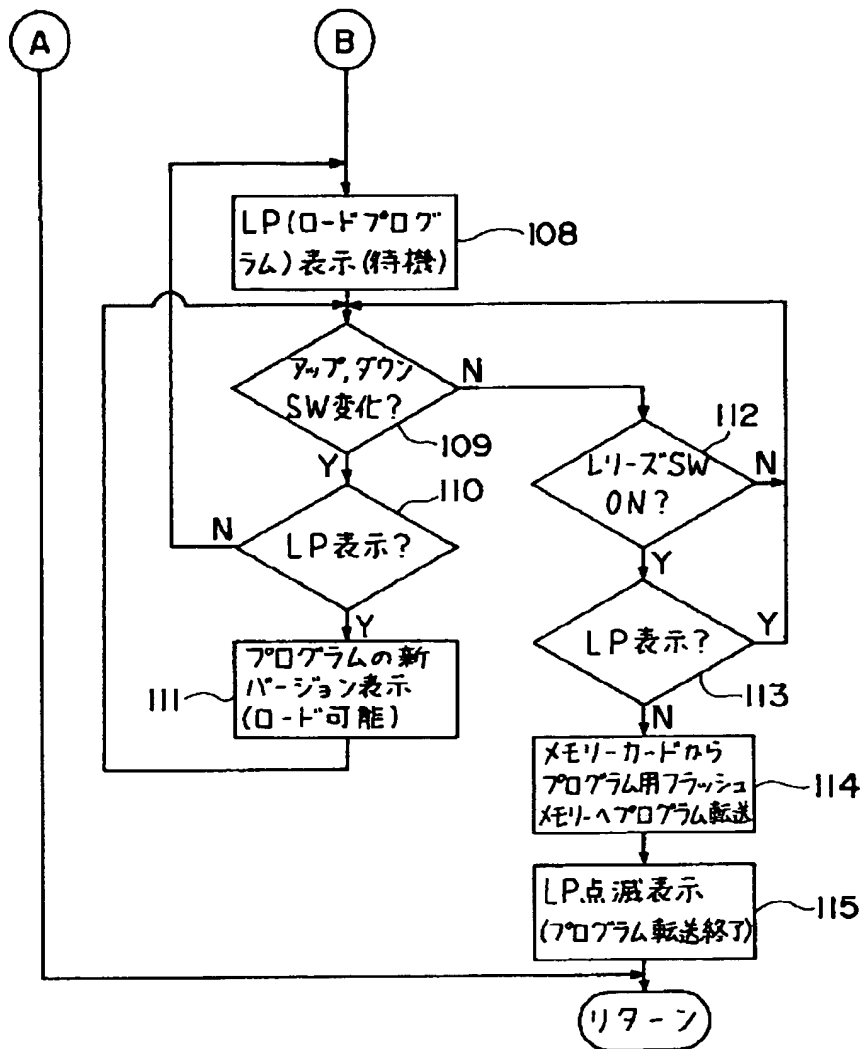 A
B
LP(ロードプログ
ラム)表示(待機)
108
アップ,ダウン
SW変化?
N
109
Y
110
LP表示?
N
Y
111
プログラムの新
バージョン表示
(ロード可能)
112
レリーズSW
ON?
N
Y
LP表示?
Y
113
N
メモリーカードから
プログラム用フラッシュ
メモリーへプログラム転送
114
LP点滅表示
(プログラム転送終了)
115
リターン